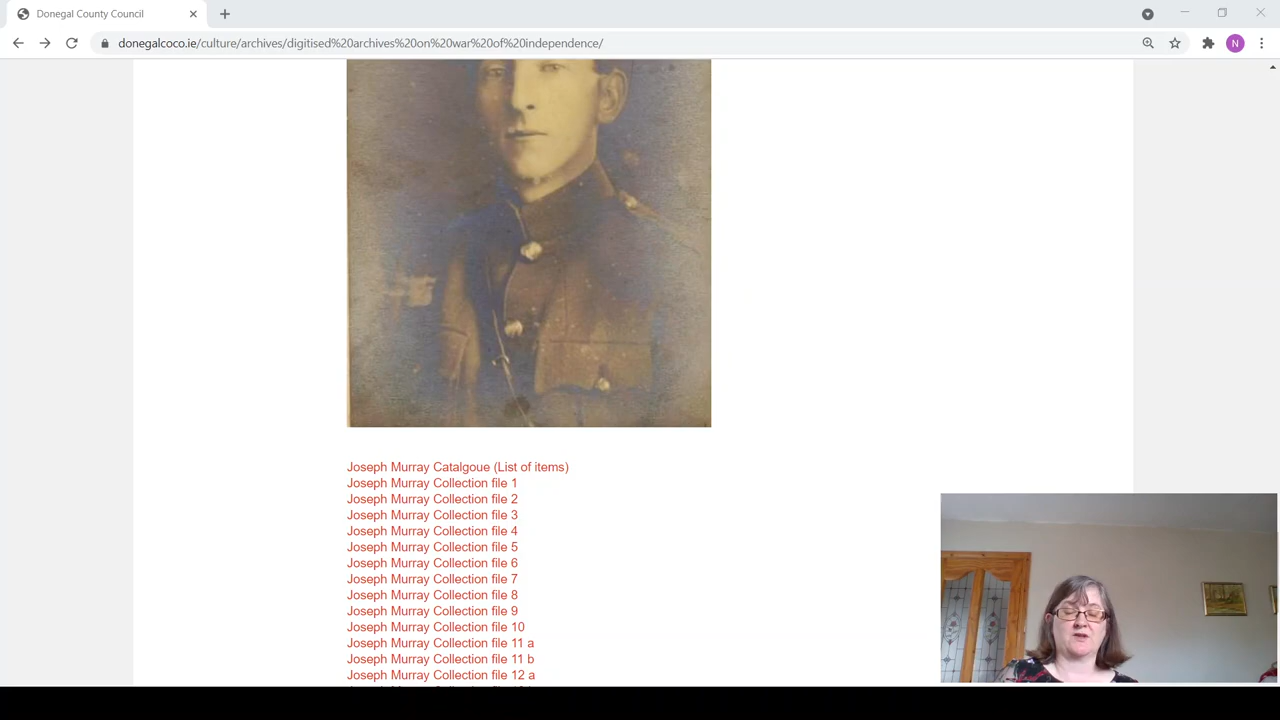 Donegal County Council
donegalcoco.ie/culture/archives/digitised%20archives%20on%20war%20of%20independence/
N
Joseph Murray Catalgoue (List of items)
Joseph Murray Collection file 1
Joseph Murray Collection file 2
Joseph Murray Collection file 3
Joseph Murray Collection file 4
Joseph Murray Collection file 5
Joseph Murray Collection file 6
Joseph Murray Collection file 7
Joseph Murray Collection file 8
Joseph Murray Collection file 9
Joseph Murray Collection file 10
Joseph Murray Collection file 11 a
Joseph Murray Collection file 11 b
Joseph Murray Collection file 12 a